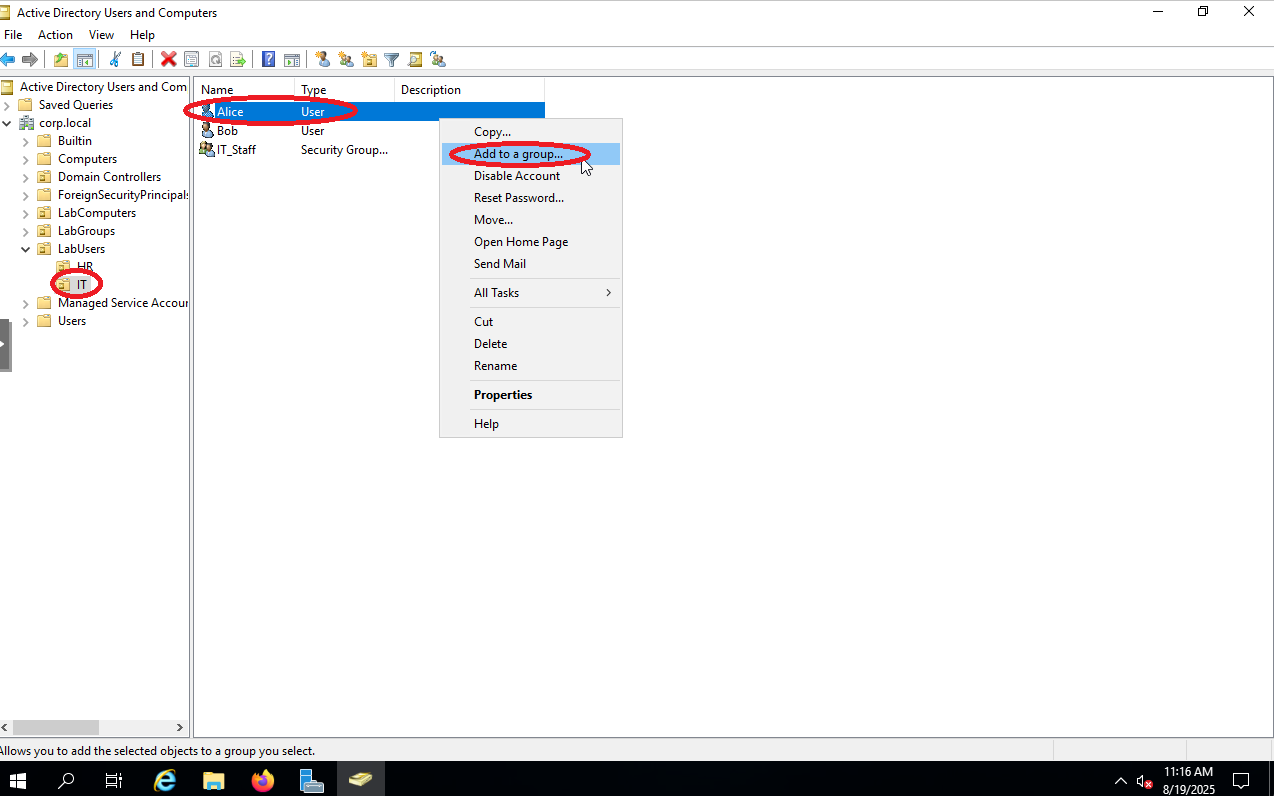 Active Directory Users and Computers
File Action View Help
Active Directory Users and Com
Saved Queries
corp.local
Builtin
Computers
Domain Controllers
ForeignSecurityPrincipals
LabComputers
LabGroups
LabUsers
HR
IT
Managed Service Accoun
Users
Name Type Description
Alice User
Bob User
IT_Staff Security Group...
Copy...
Add to a group...
Disable Account
Reset Password...
Move...
Open Home Page
Send Mail
All Tasks
Cut
Delete
Rename
Properties
Help
Allows you to add the selected objects to a group you select.
11:16 AM
8/19/2025